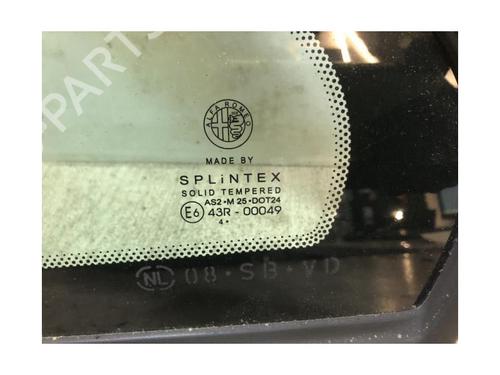 ALFA ROMEO
MADE BY
SPLiNTEX
SOLID TEMPERED
AS2•M 25•DOT24
E6 43R - 00049
4•
NL 08•SB•VD